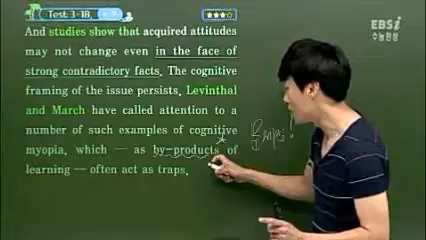 Test 3-18.
EBSi
수능완성
And studies show that acquired attitudes
may not change even in the face of
strong contradictory facts. The cognitive
framing of the issue persists. Levinthal
and March have called attention to a
number of such examples of cognitive
myopia, which — as by-products of
learning — often act as traps.